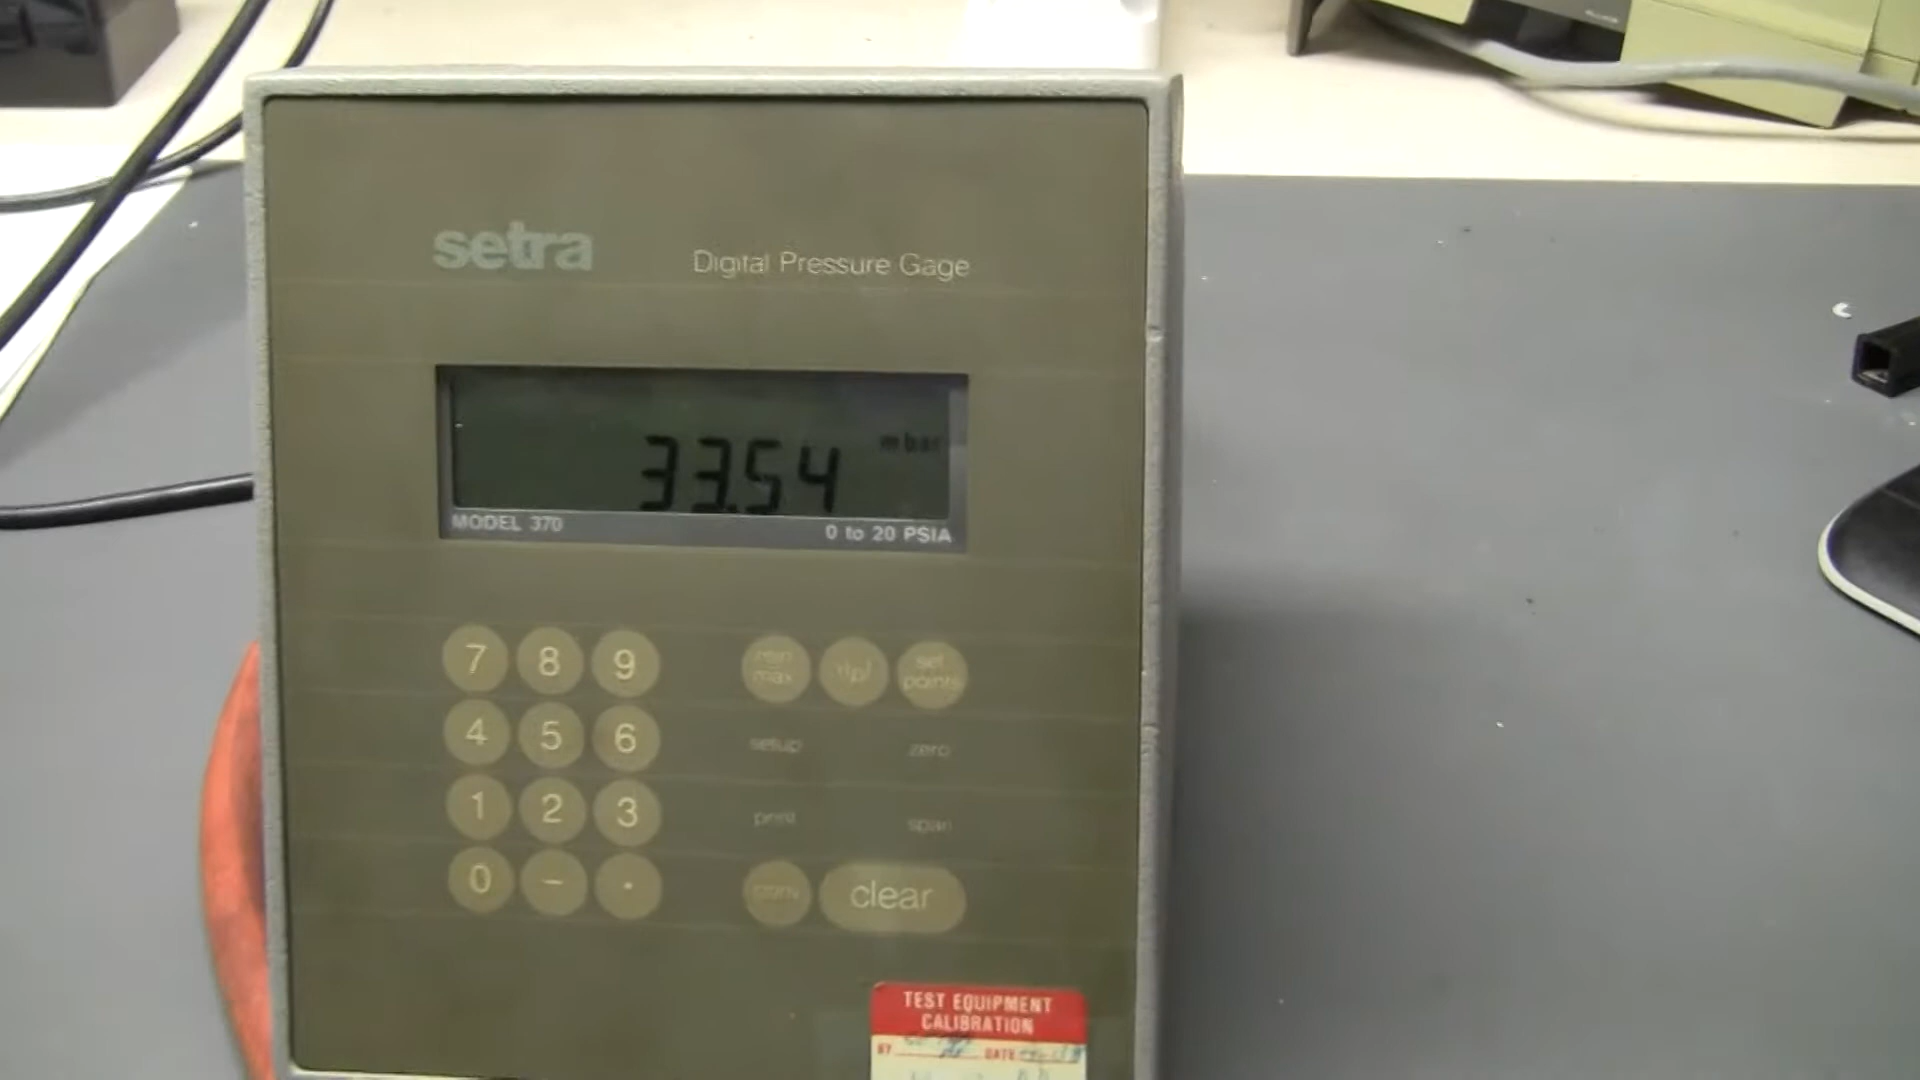 setra
Digital Pressure Gage
mbar
33.54
MODEL 370
0 to 20 PSIA
7 8 9
min
max
set
points
4 5 6
setup
zero
1 2 3
print
span
0 – .
clear
TEST EQUIPMENT
CALIBRATION
BY
DATE